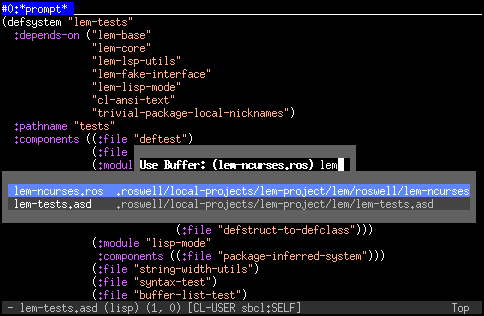 #0:*prompt*
(defsystem "lem-tests"
:depends-on ("lem-base"
"lem-core"
"lem-lsp-utils"
"lem-fake-interface"
"lem-lisp-mode"
"cl-ansi-text"
"trivial-package-local-nicknames")
:pathname "tests"
:components ((:file "deftest")
(:file
(:modul
Use Buffer: (lem-ncurses.ros) lem
lem-ncurses.ros .roswell/local-projects/lem-project/lem/roswell/lem-ncurses
lem-tests.asd .roswell/local-projects/lem-project/lem/lem-tests.asd
(:file "defstruct-to-defclass")))
(:module "lisp-mode"
:components ((:file "package-inferred-system")))
(:file "string-width-utils")
(:file "syntax-test")
(:file "buffer-list-test")
- lem-tests.asd (lisp) (1, 0) [CL-USER sbcl:SELF] Top